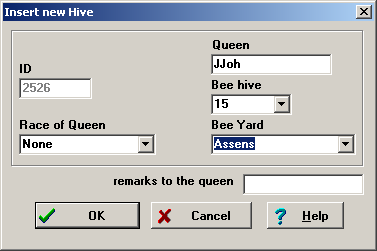 Insert new Hive
Queen
JJoh
ID
2526
Bee hive
15
Race of Queen
None
Bee Yard
Assens
remarks to the queen
OK
Cancel
? Help